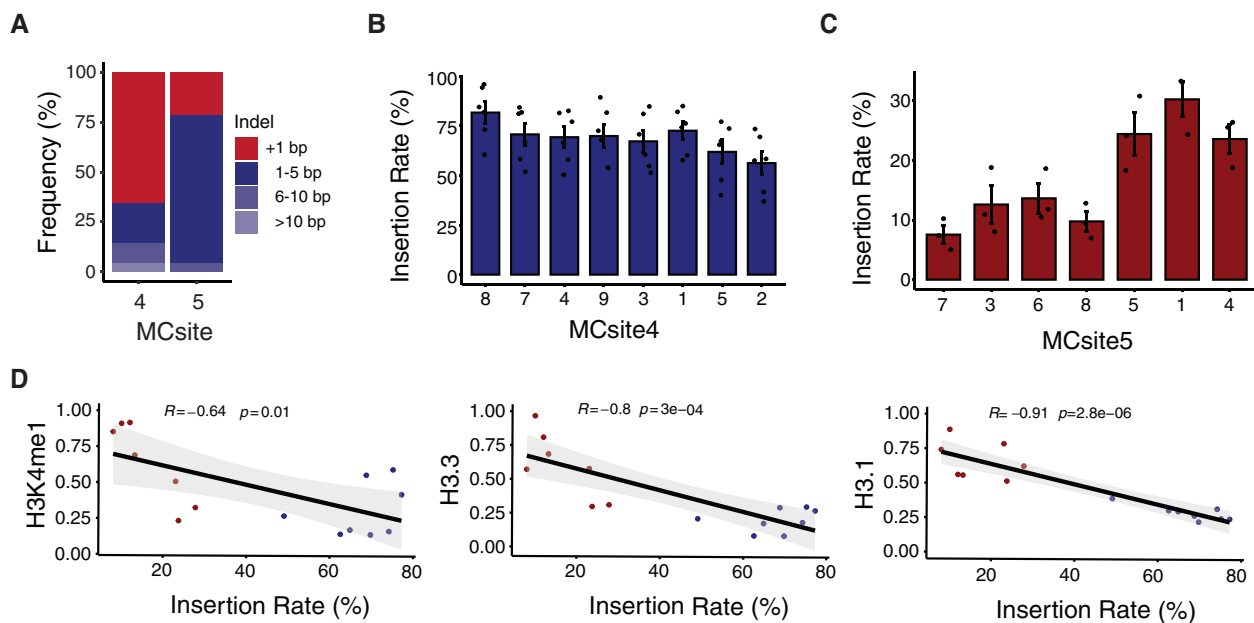 A
B
C
100
75
50
25
0
Frequency (%)
4 5
MCsite
Indel
+1 bp
1-5 bp
6-10 bp
>10 bp
100
75
50
25
0
Insertion Rate (%)
8 7 4 9 3 1 5 2
MCsite4
30
20
10
0
Insertion Rate (%)
7 3 6 8 5 1 4
MCsite5
D
R=−0.64 p=0.01
1.00
0.75
0.50
0.25
0.00
H3K4me1
20 40 60 80
Insertion Rate (%)
R=−0.8 p=3e−04
1.00
0.75
0.50
0.25
0.00
H3.3
20 40 60 80
Insertion Rate (%)
R=−0.91 p=2.8e−06
1.00
0.75
0.50
0.25
0.00
H3.1
20 40 60 80
Insertion Rate (%)